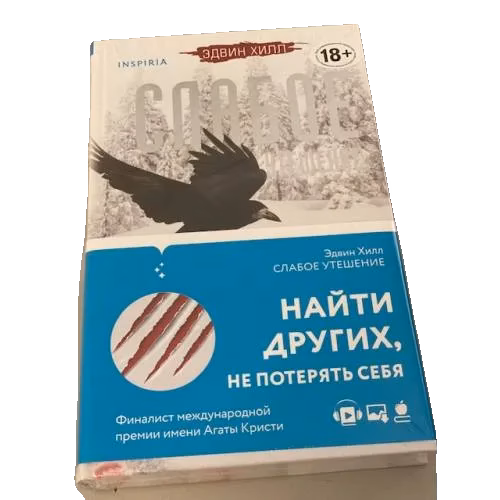 ЭДВИН ХИЛЛ
INSPIRIA
18+
СЛАБОЕ
Эдвин Хилл
СЛАБОЕ УТЕШЕНИЕ
НАЙТИ
ДРУГИХ,
НЕ ПОТЕРЯТЬ СЕБЯ
Финалист международной
премии имени Агаты Кристи